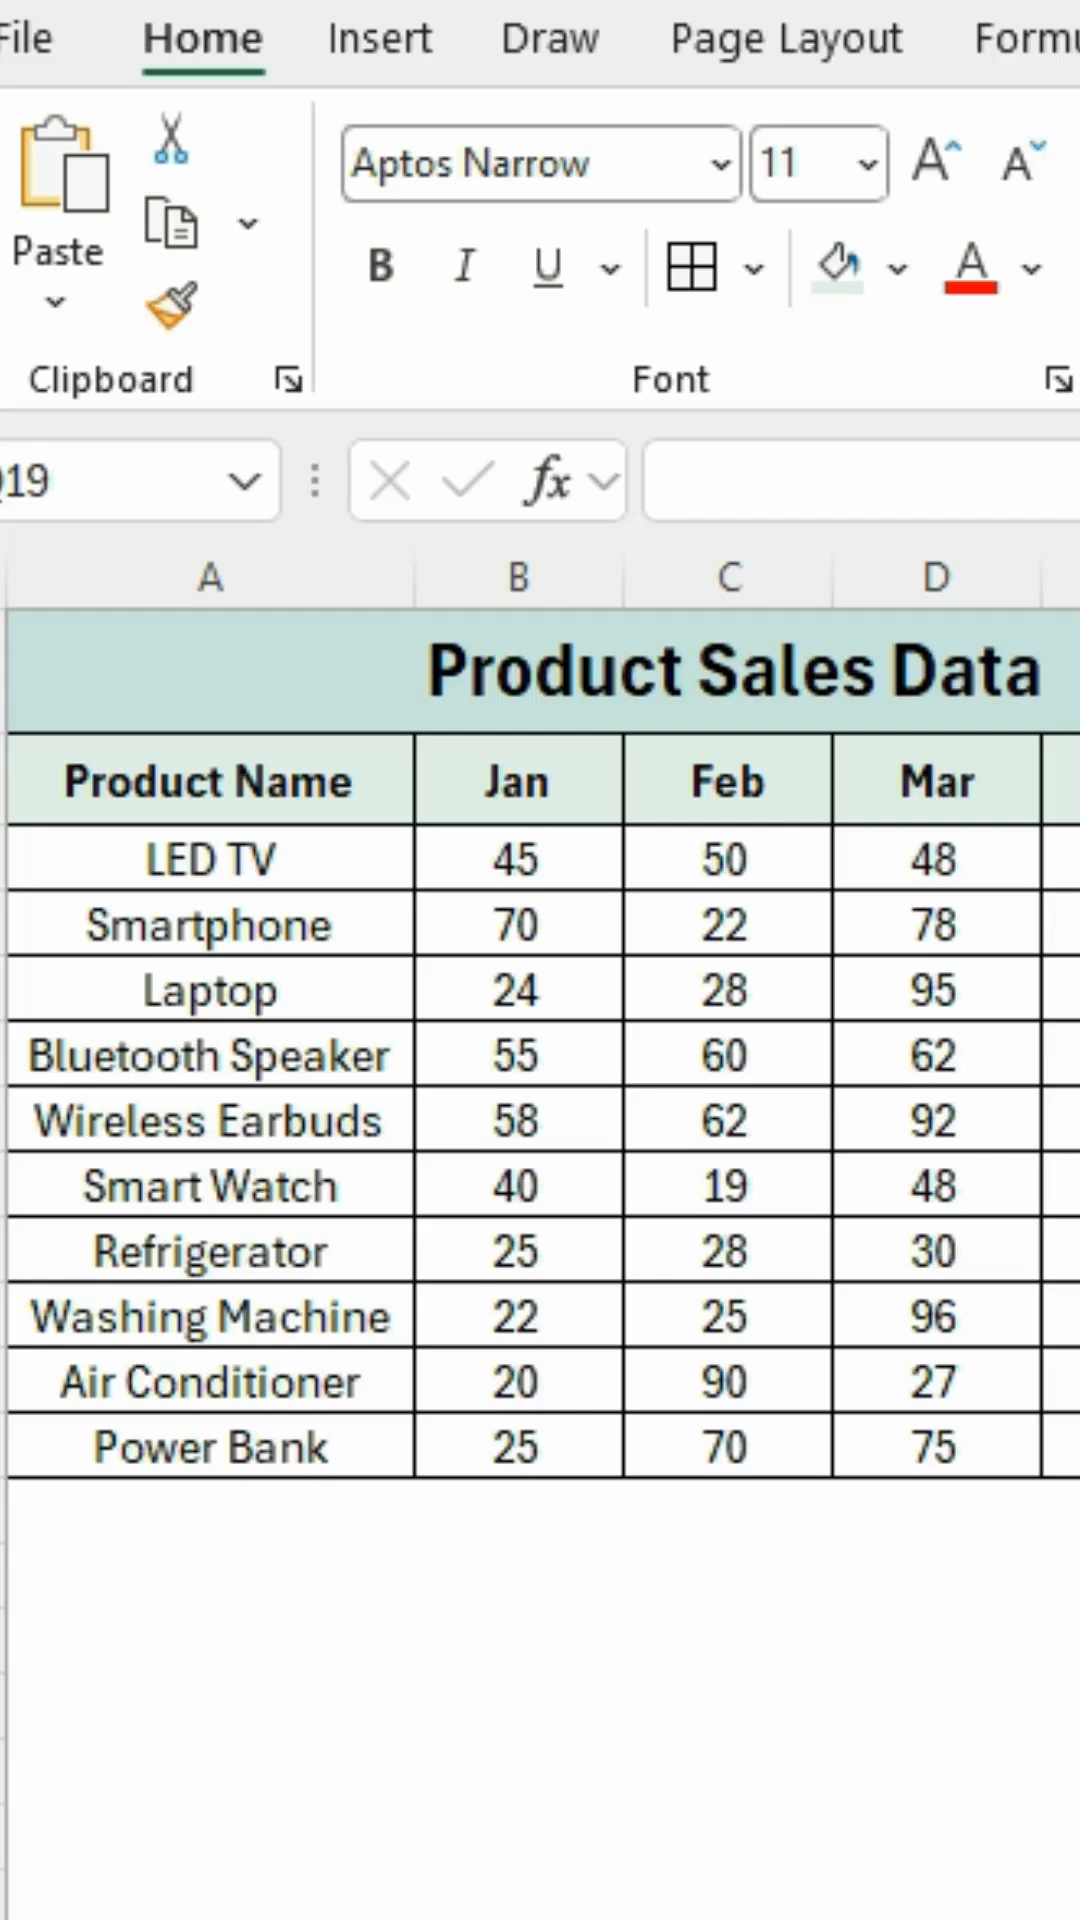 File Home Insert Draw Page Layout
Aptos Narrow 11
B I U A
Paste
Clipboard Font
19 fx
A B C D
Product Sales Data
Product Name Jan Feb Mar
LED TV 45 50 48
Smartphone 70 22 78
Laptop 24 28 95
Bluetooth Speaker 55 60 62
Wireless Earbuds 58 62 92
Smart Watch 40 19 48
Refrigerator 25 28 30
Washing Machine 22 25 96
Air Conditioner 20 90 27
Power Bank 25 70 75